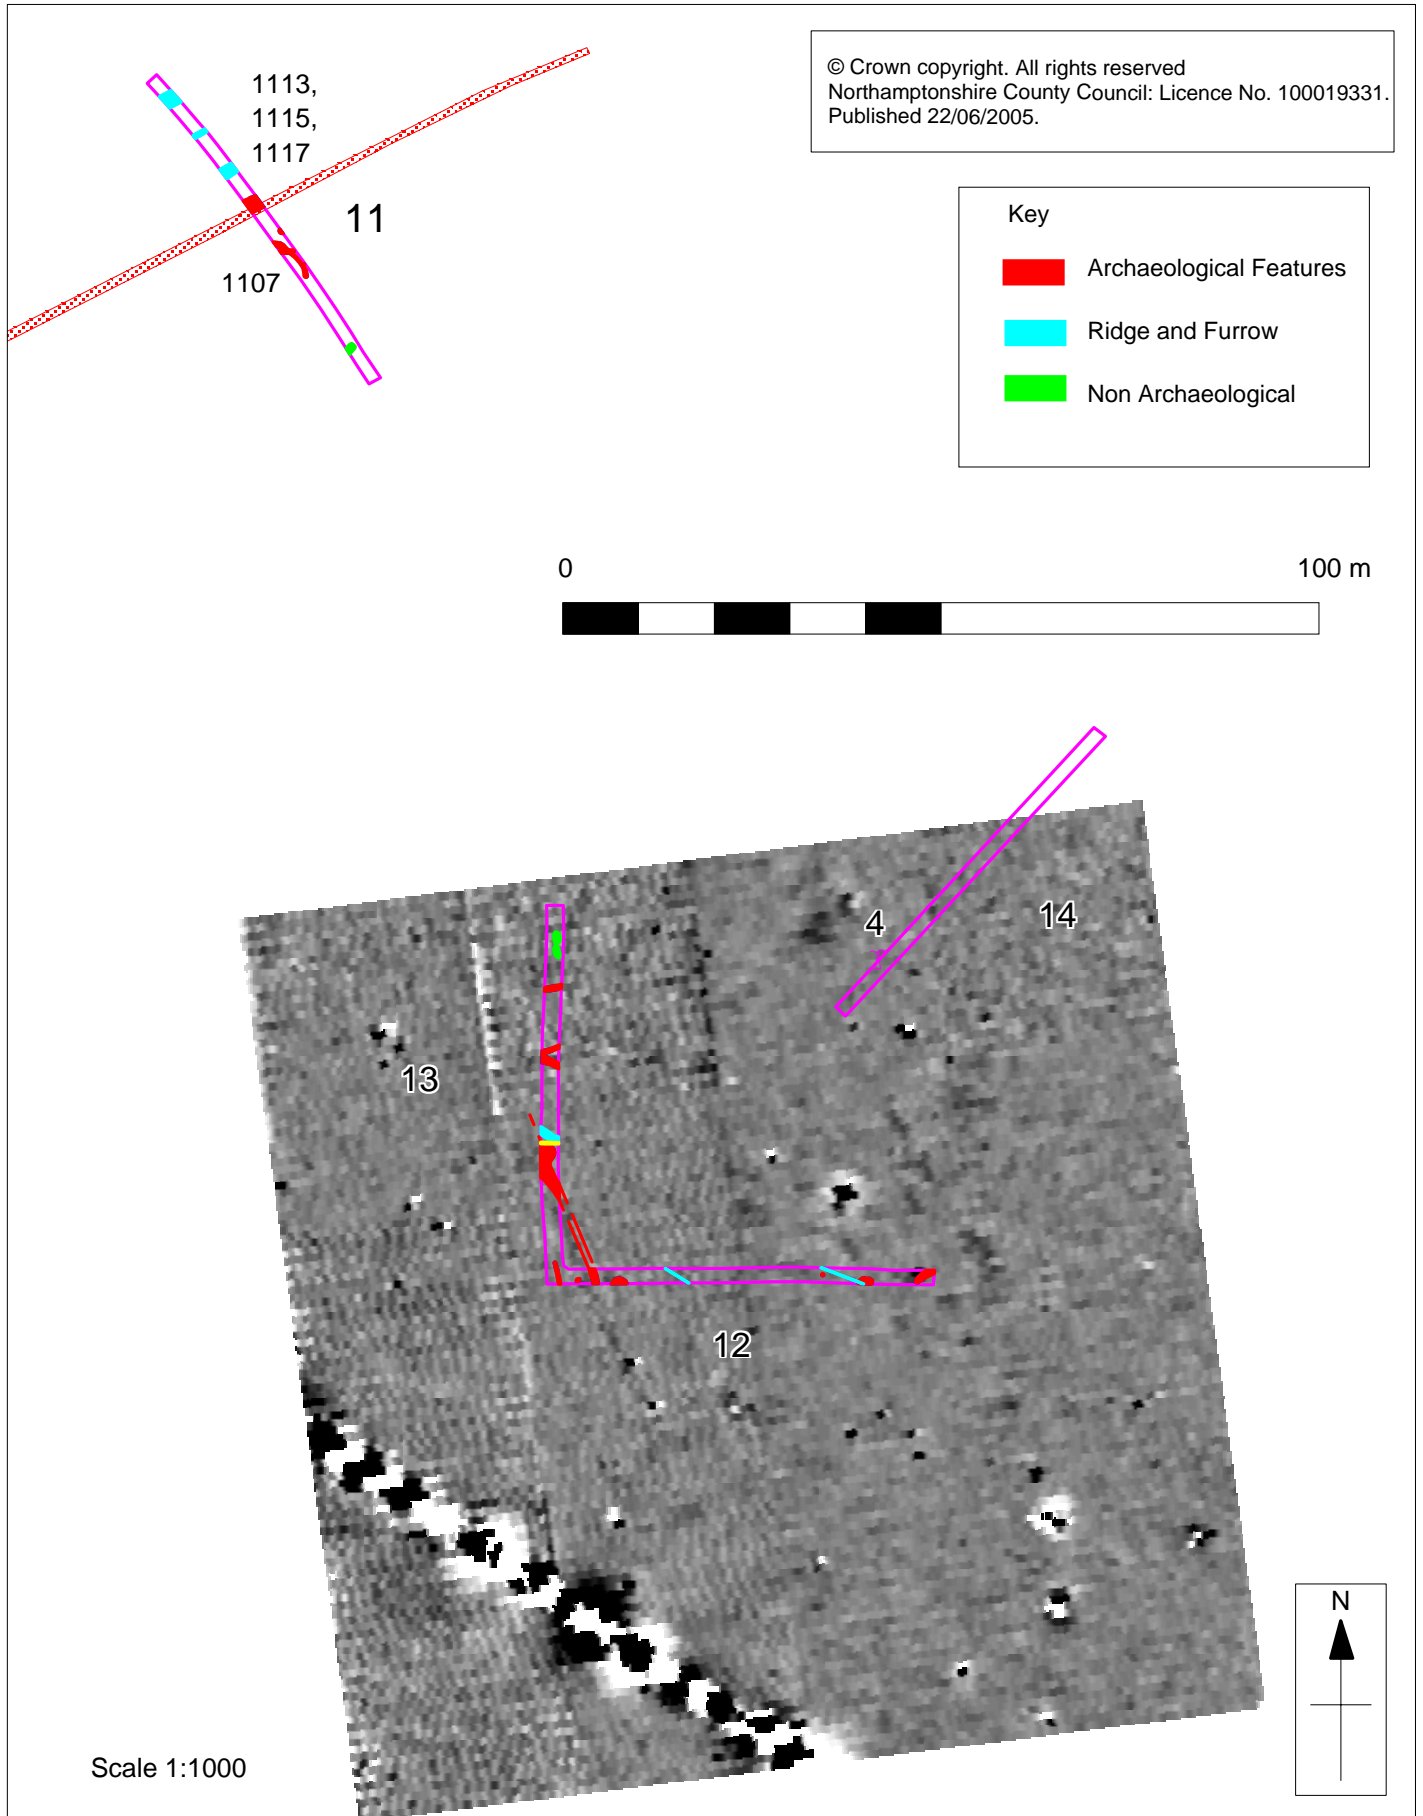 1113,
1115,
1117
11
1107
© Crown copyright. All rights reserved
Northamptonshire County Council: Licence No. 100019331.
Published 22/06/2005.
Key
Archaeological Features
Ridge and Furrow
Non Archaeological
0
100 m
4
14
13
12
N
Scale 1:1000